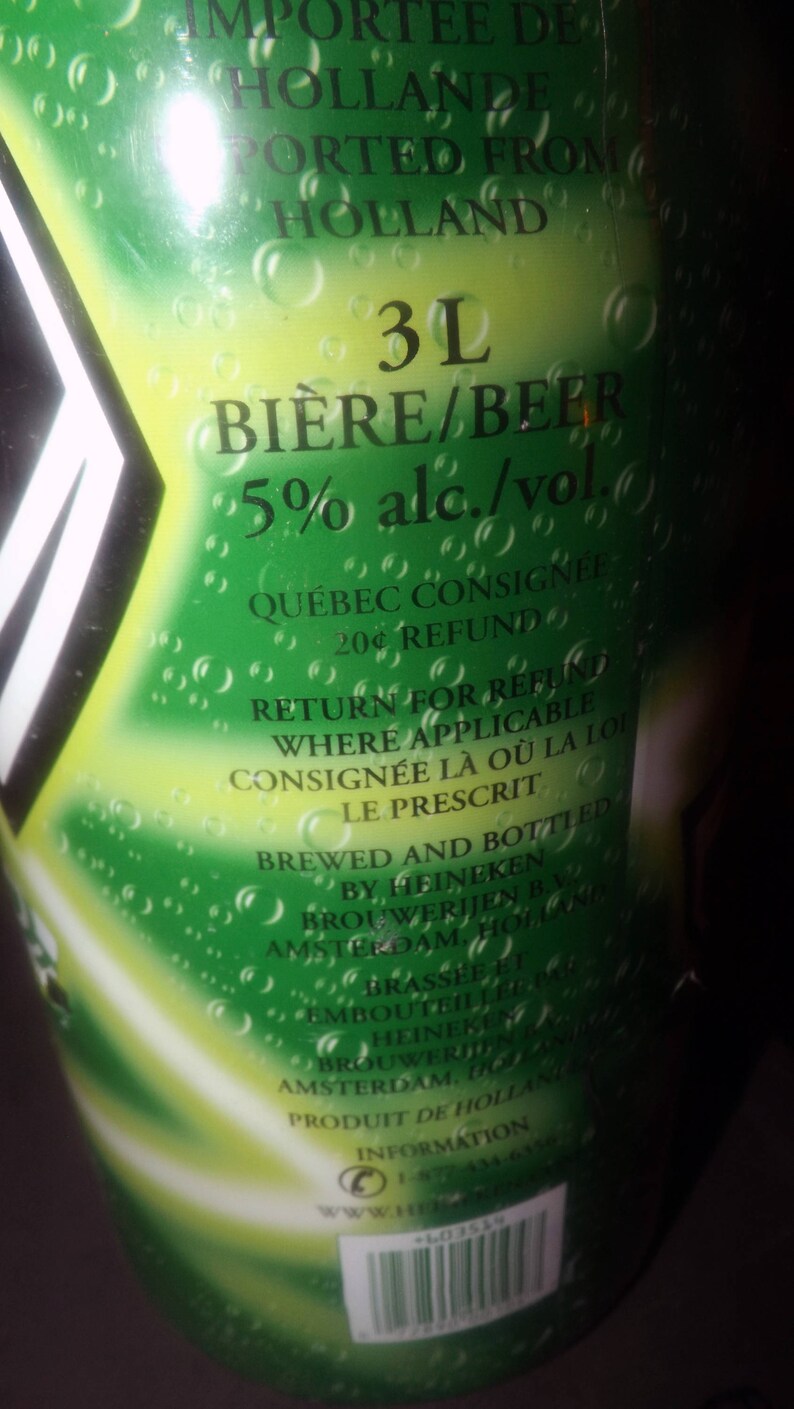 IMPORTÉE DE
HOLLANDE
PORTED FROM
HOLLAND
3 L
BIÈRE/BEER
5% alc./vol.
QUÉBEC CONSIGNÉE
20¢ REFUND
RETURN FOR REFUND
WHERE APPLICABLE
CONSIGNÉE LÀ OÙ LA LOI
LE PRESCRIT
BREWED AND BOTTLED
BY HEINEKEN
BROUWERIJEN B.V.
AMSTERDAM, HOLLAND
BRASSÉE ET
EMBOUTEILLÉE PAR
HEINEKEN
BROUWERIJEN B.V.
AMSTERDAM, HOLLANDE
PRODUIT DE HOLLANDE
INFORMATION
+603519